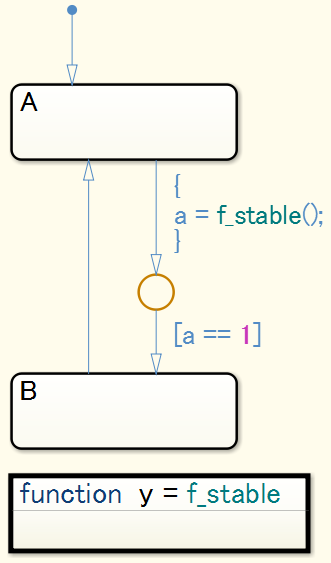 A
{
a = f_stable();
}
[a == 1]
B
function y = f_stable